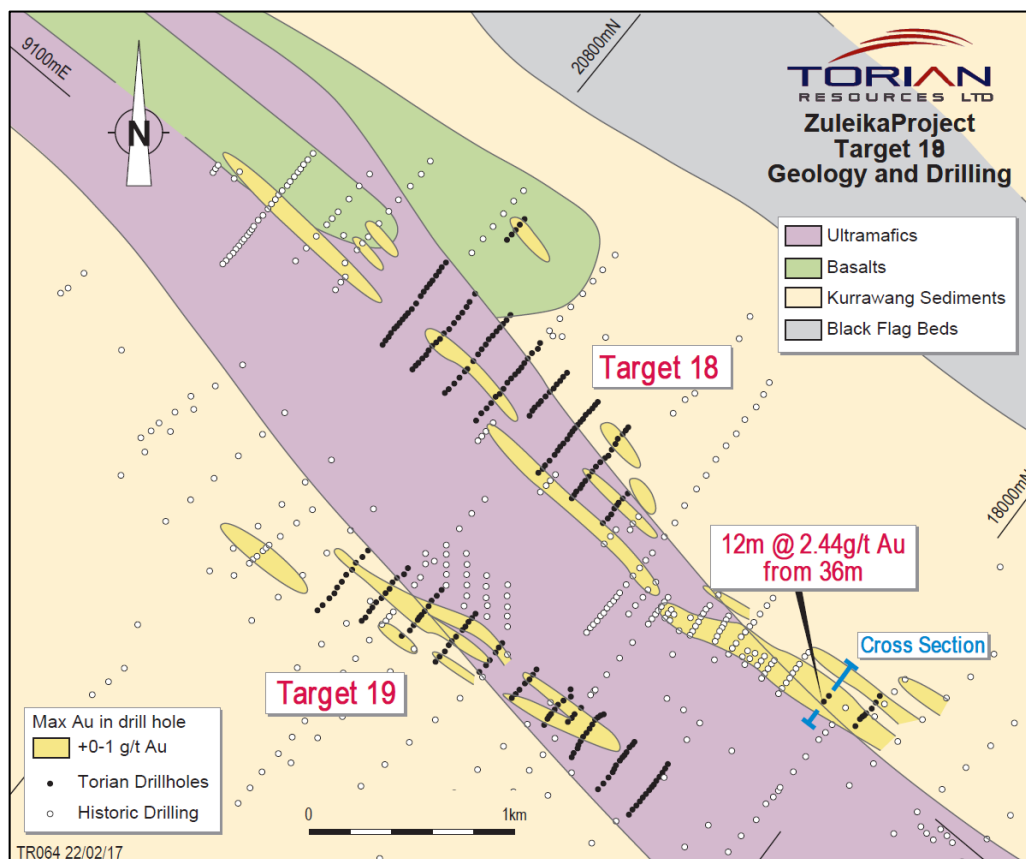 9100mE
20800mN
TORIAN
RESOURCES LTD
ZuleikaProject
Target 19
Geology and Drilling
N
Ultramafics
Basalts
Kurrawang Sediments
Black Flag Beds
Target 18
18000mN
12m @ 2.44g/t Au
from 36m
Cross Section
Target 19
Max Au in drill hole
+0-1 g/t Au
Torian Drillholes
Historic Drilling
0
1km
TR064 22/02/17